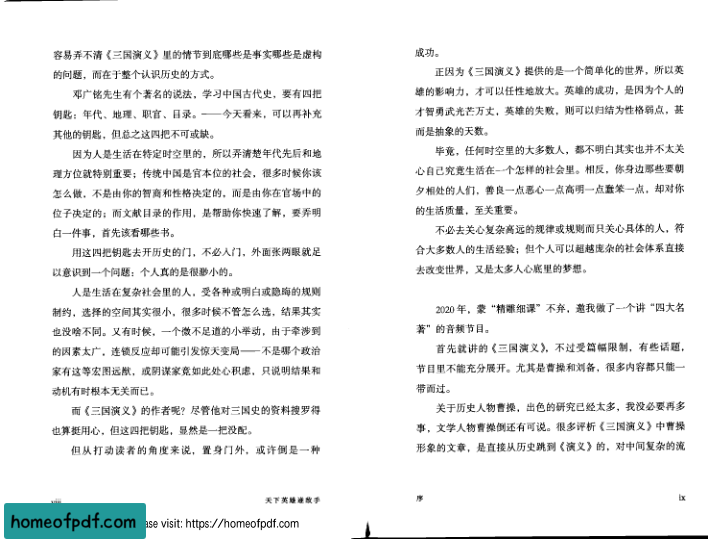 容易弄不清《三国演义》里的情节到底哪些是事实哪些是虚构
的问题，而在于整个认识历史的方式。
邓广铭先生有个著名的说法，学习中国古代史，要有四把
钥匙：年代、地理、职官、目录。——今天看来，可以再补充
其他的钥匙，但总之这四把不可或缺。
因为人是生活在特定时空里的，所以弄清楚年代先后和地
理方位就特别重要；传统中国是官本位的社会，很多时候你该
怎么做，不是由你的智商和性格决定的，而是由你在官场中的
位子决定的；而文献目录的作用，是帮助你快速了解，要弄明
白一件事，首先该看哪些书。
用这四把钥匙去开历史的门，不必入门，外面张两眼就足
以意识到一个问题：个人真的是很渺小的。
人是生活在复杂社会里的人，受各种或明白或隐晦的规则
制约，选择的空间其实很小，很多时候不管怎么选，结果其实
也没啥不同。又有时候，一个微不足道的小举动，由于牵涉到
的因素太广，连锁反应却可能引发惊天变局——不是哪个政治
家有这等宏图远猷，或阴谋家竟如此处心积虑，只说明结果和
动机有时根本无关而已。
而《三国演义》的作者呢？尽管他对三国史的资料搜罗得
也算挺用心，但这四把钥匙，显然是一把没配。
但从打动读者的角度来说，置身门外，或许倒是一种
viii
天下英雄谁敌手
成功。
正因为《三国演义》提供的是一个简单化的世界，所以英
雄的影响力，才可以任性地放大。英雄的成功，是因为个人的
才智勇武光芒万丈，英雄的失败，则可以归结为性格弱点，甚
而是抽象的天数。
毕竟，任何时空里的大多数人，都不明白其实也并不太关
心自己究竟生活在一个怎样的社会里。相反，你身边那些要朝
夕相处的人们，善良一点恶心一点高明一点蠢笨一点，却对你
的生活质量，至关重要。
不必去关心复杂高远的规律或规则而只关心具体的人，符
合大多数人的生活经验；但个人可以超越庞杂的社会体系直接
去改变世界，又是太多人心底里的梦想。
2020年，蒙“精雕细课”不弃，邀我做了一个讲“四大名
著”的音频节目。
首先就讲的《三国演义》，不过受篇幅限制，有些话题，
节目里不能充分展开。尤其是曹操和刘备，很多内容都只能一
带而过。
关于历史人物曹操，出色的研究已经太多，我没必要再多
事，文学人物曹操倒还有可说。很多评析《三国演义》中曹操
形象的文章，是直接从历史跳到《演义》的，对中间复杂的流
序
ix
homeofpdf.com
ase visit: https://homeofpdf.com